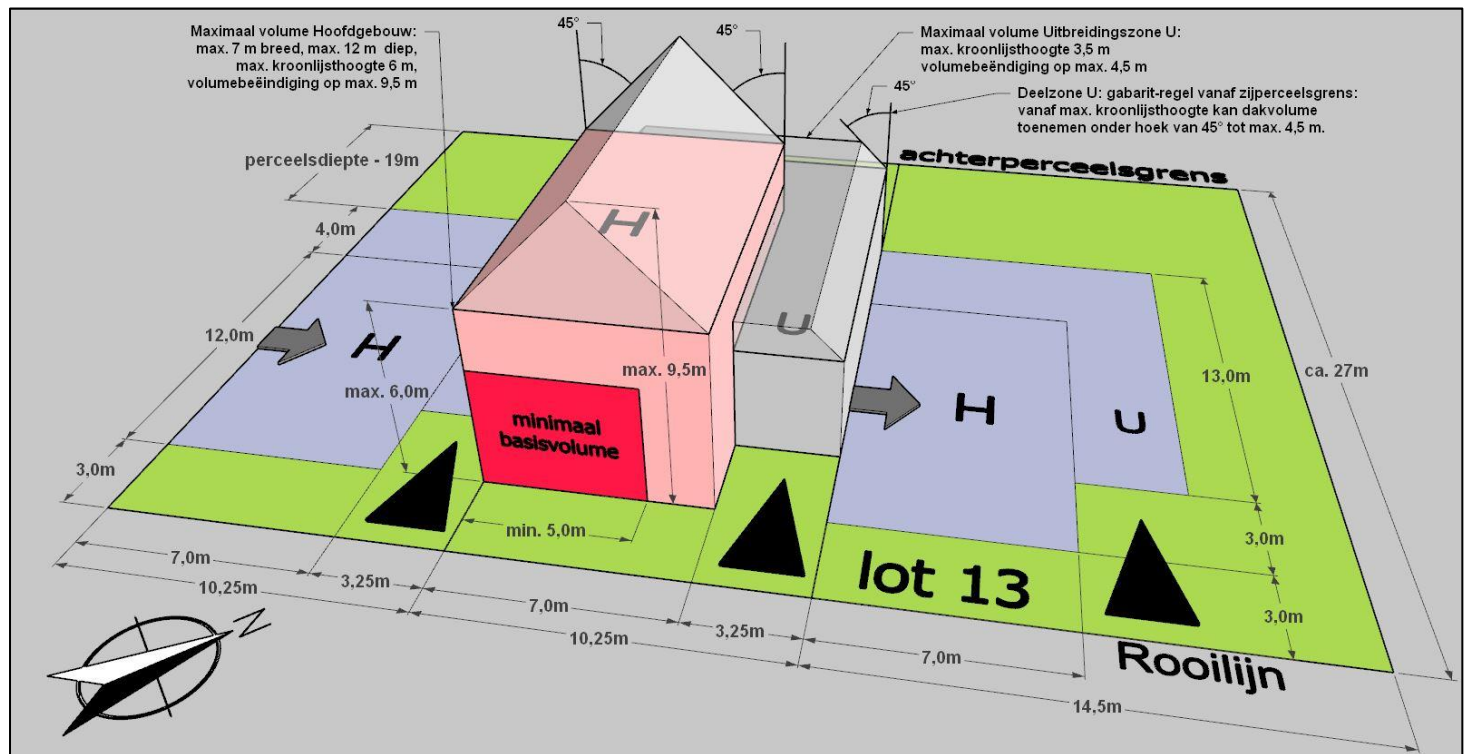 Maximaal volume Hoofdgebouw:
max. 7 m breed, max. 12 m diep,
max. kroonlijsthoogte 6 m,
volumebeëindiging op max. 9,5 m
45°
45°
Maximaal volume Uitbreidingszone U:
max. kroonlijsthoogte 3,5 m
volumebeëndiging op max. 4,5 m
45°
Deelzone U: gabarit-regel vanaf zijperceelsgrens:
vanaf max. kroonlijsthoogte kan dakvolume
toenemen onder hoek van 45° tot max. 4,5 m.
perceelsdiepte - 19m
achterperceelsgrens
4,0m
H
12,0m
H
max. 6,0m
max. 9,5m
U
H
U
13,0m
ca. 27m
minimaal
basisvolume
3,0m
min. 5,0m
3,0m
lot 13
3,0m
Rooilijn
7,0m
3,25m
10,25m
7,0m
3,25m
10,25m
7,0m
14,5m
N